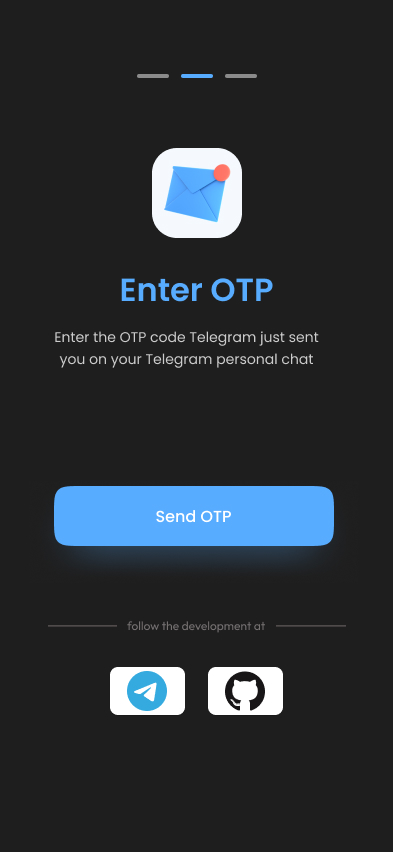 Enter OTP
Enter the OTP code Telegram just sent
you on your Telegram personal chat
Send OTP
follow the development at